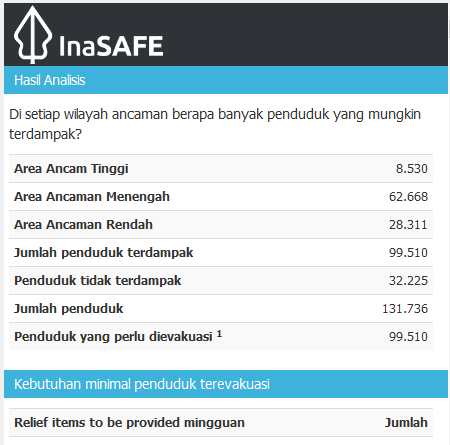 InaSAFE
Hasil Analisis
Di setiap wilayah ancaman berapa banyak penduduk yang mungkin
terdampak?
Area Ancam Tinggi 8.530
Area Ancaman Menengah 62.668
Area Ancaman Rendah 28.311
Jumlah penduduk terdampak 99.510
Penduduk tidak terdampak 32.225
Jumlah penduduk 131.736
Penduduk yang perlu dievakuasi 1 99.510
Kebutuhan minimal penduduk terevakuasi
Relief items to be provided mingguan Jumlah